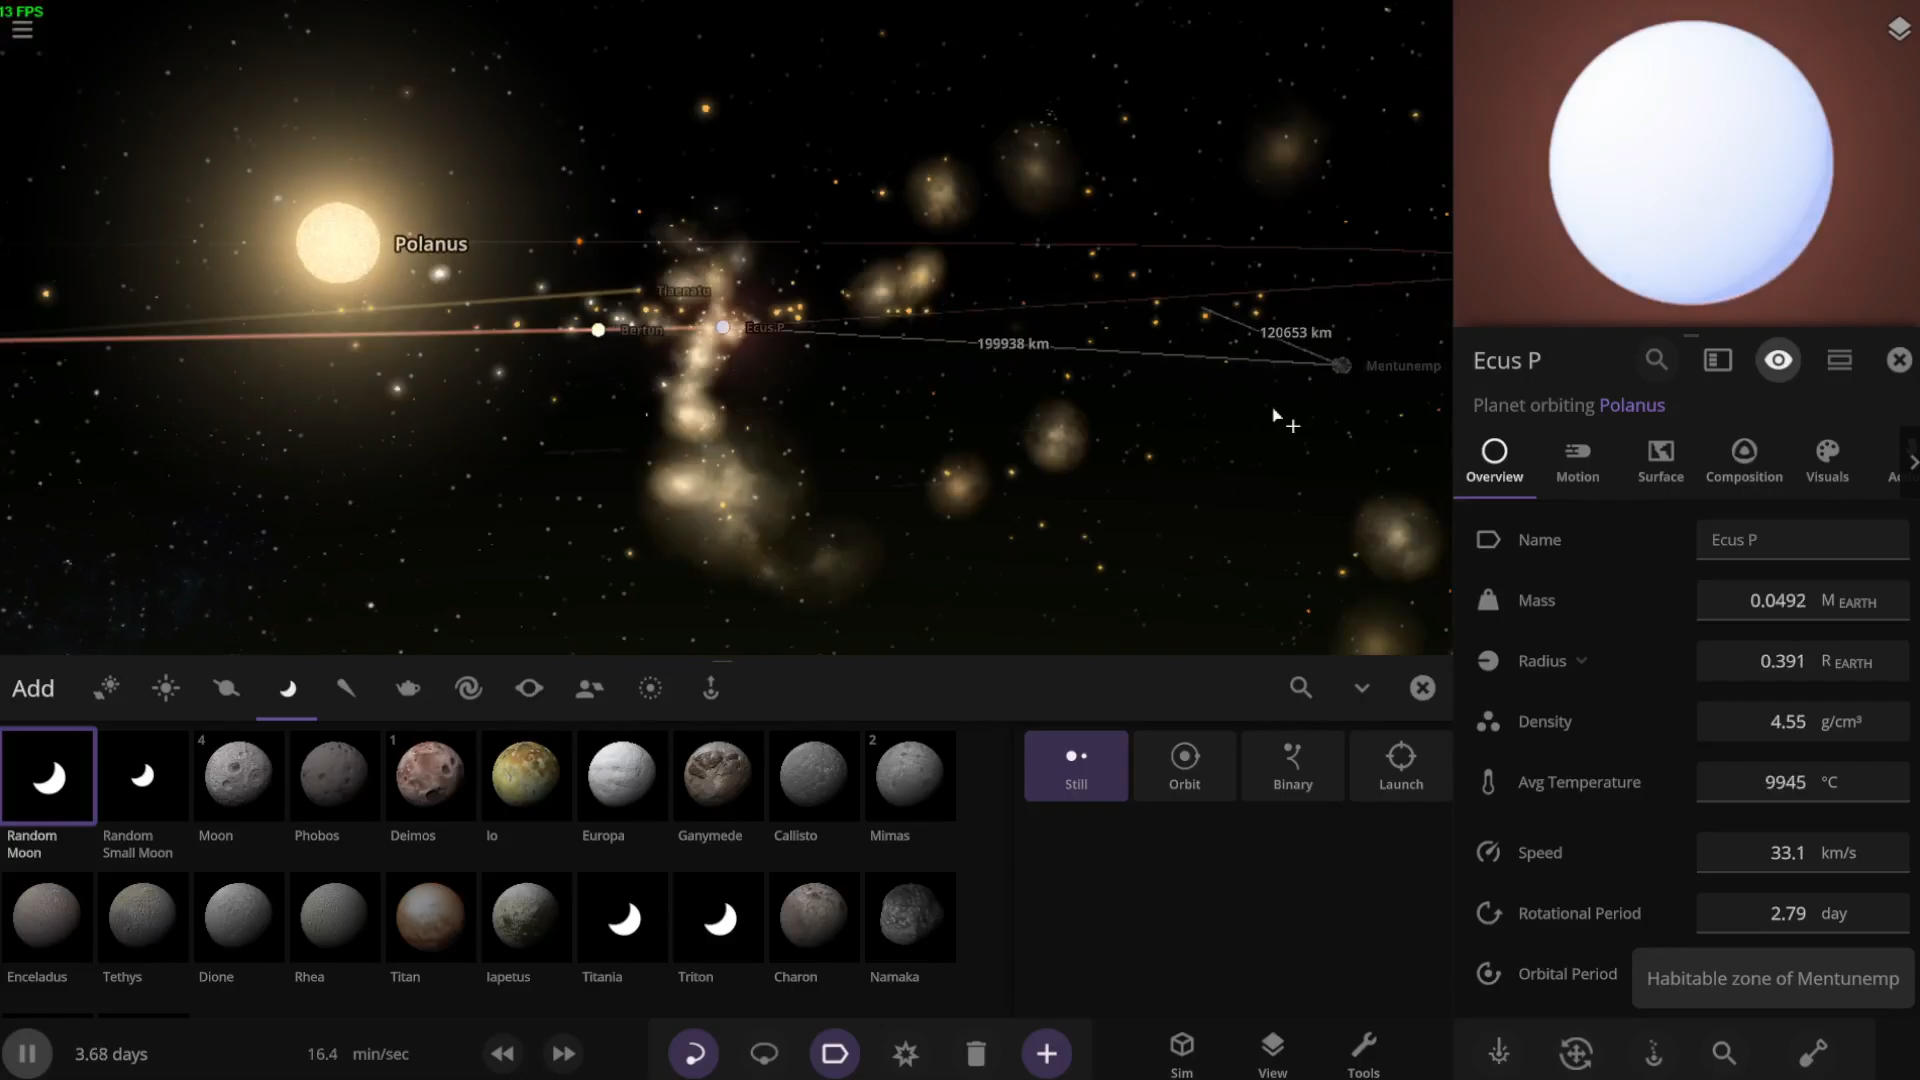 13 FPS
Polanus
Tiaenatu
Bertun
Ecus P
199938 km
120653 km
Mentunemp
Ecus P
Planet orbiting Polanus
Overview
Motion
Surface
Composition
Visuals
Name
Ecus P
Mass
0.0492 M EARTH
Radius
0.391 R EARTH
Density
4.55 g/cm³
Avg Temperature
9945 °C
Speed
33.1 km/s
Rotational Period
2.79 day
Orbital Period
Habitable zone of Mentunemp
Add
4
1
2
Random
Moon
Random
Small Moon
Moon
Phobos
Deimos
Io
Europa
Ganymede
Callisto
Mimas
Still
Orbit
Binary
Launch
Enceladus
Tethys
Dione
Rhea
Titan
Iapetus
Titania
Triton
Charon
Namaka
3.68 days
16.4 min/sec
Sim
View
Tools